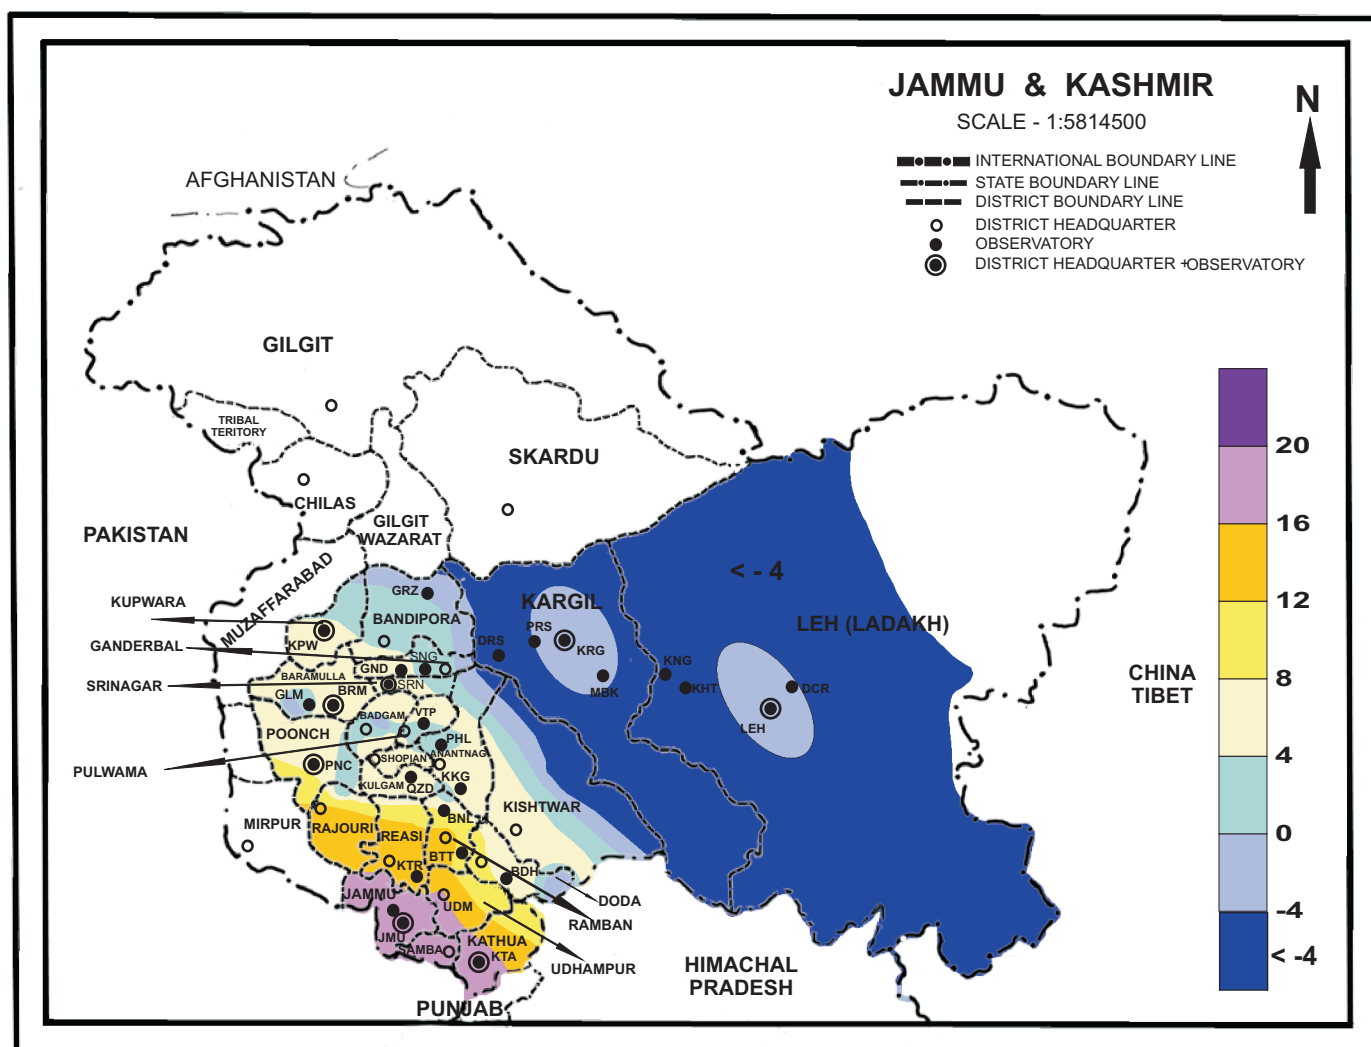 JAMMU & KASHMIR
SCALE - 1:5814500
N
INTERNATIONAL BOUNDARY LINE
STATE BOUNDARY LINE
DISTRICT BOUNDARY LINE
DISTRICT HEADQUARTER
OBSERVATORY
DISTRICT HEADQUARTER +OBSERVATORY
AFGHANISTAN
GILGIT
TRIBAL
TERITORY
SKARDU
CHILAS
GILGIT
WAZARAT
PAKISTAN
MUZAFFARABAD
KUPWARA
GANDERBAL
SRINAGAR
PULWAMA
< - 4
GRZ
BANDIPORA
KPW
KARGIL
PRS
KRG
DRS
MBK
LEH (LADAKH)
KNG
KHT
DCR
LEH
SNG
GND
BARAMULLA
SRN
GLM
BRM
BADGAM
VTP
POONCH
PHL
PNC
SHOPIAN
ANANTNAG
KULGAM
QZD
KKG
KISHTWAR
MIRPUR
RAJOURI
REASI
BNL
BTT
KTR
BDH
DODA
RAMBAN
JAMMU
UDM
JMU
SAMBA
KATHUA
KTA
UDHAMPUR
PUNJAB
HIMACHAL
PRADESH
CHINA
TIBET
20
16
12
8
4
0
-4
< -4